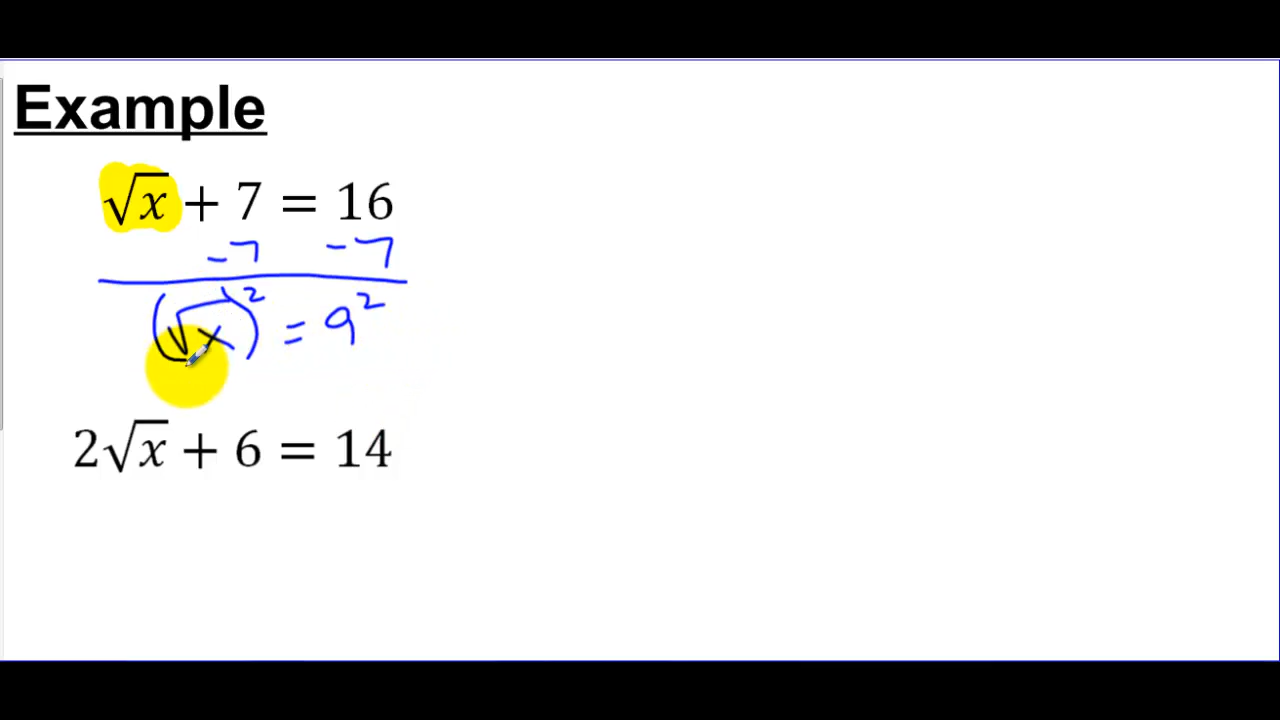 Example
√x + 7 = 16
-7 -7
(√x)² = 9²
2√x + 6 = 14